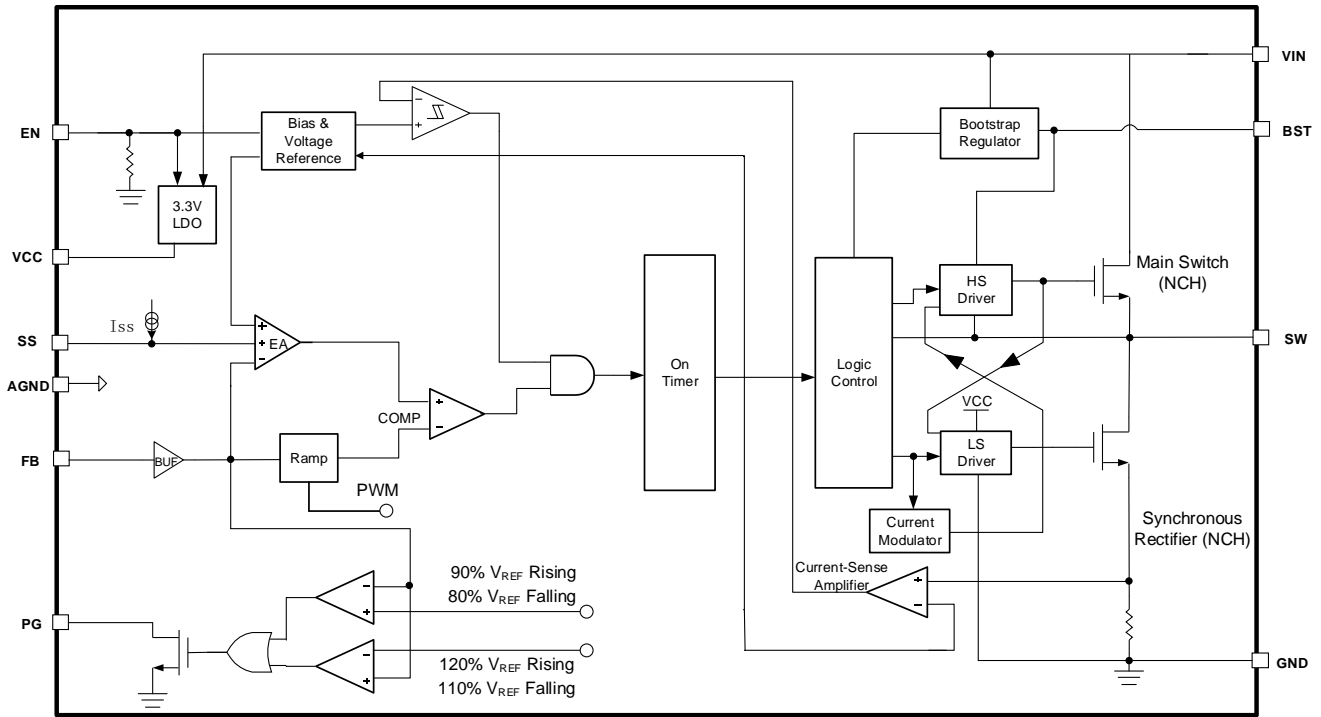 VIN
EN
Bias &
Voltage
Reference
−
+
Bootstrap
Regulator
BST
3.3V
LDO
VCC
HS
Driver
Main Switch
(NCH)
Iss
SS
+
+ EA
−
SW
AGND
On
Timer
Logic
Control
VCC
COMP
+
−
FB
BUF
Ramp
LS
Driver
PWM
Current
Modulator
Synchronous
Rectifier (NCH)
Current-Sense
Amplifier
+
−
90% VREF Rising
80% VREF Falling
−
+
PG
−
+
120% VREF Rising
110% VREF Falling
GND